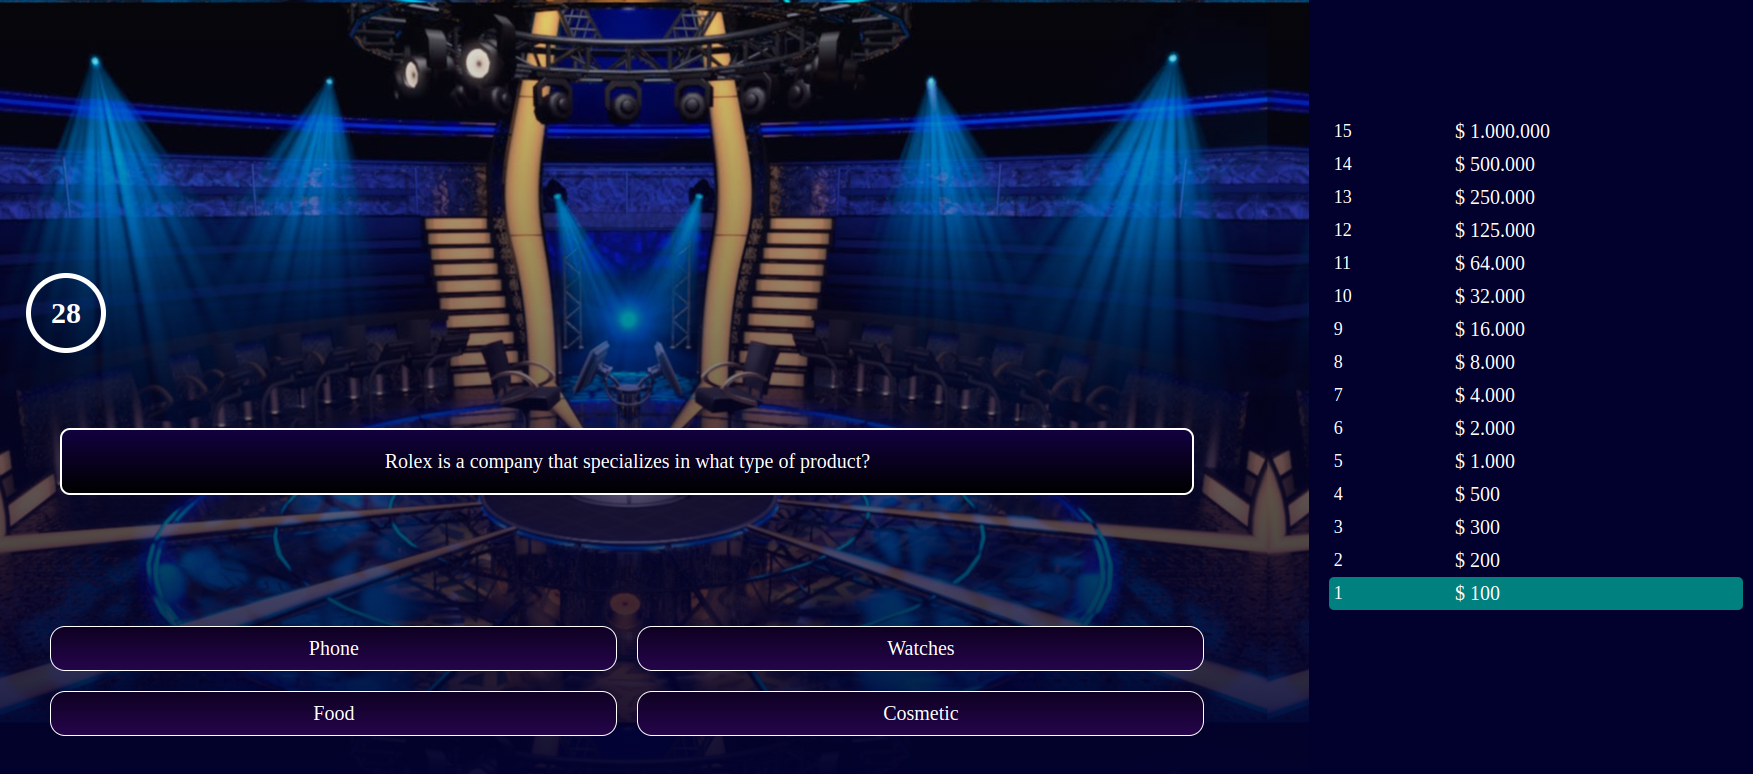 28
Rolex is a company that specializes in what type of product?
Phone
Watches
Food
Cosmetic
15 $ 1.000.000
14 $ 500.000
13 $ 250.000
12 $ 125.000
11 $ 64.000
10 $ 32.000
9 $ 16.000
8 $ 8.000
7 $ 4.000
6 $ 2.000
5 $ 1.000
4 $ 500
3 $ 300
2 $ 200
1 $ 100